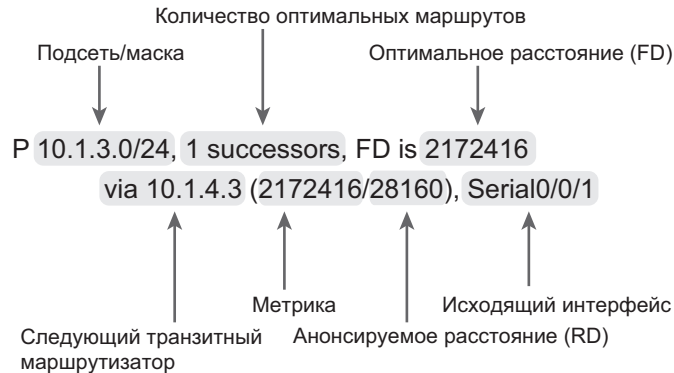 Количество оптимальных маршрутов
Подсеть/маска
Оптимальное расстояние (FD)
P 10.1.3.0/24, 1 successors, FD is 2172416
via 10.1.4.3 (2172416/28160), Serial0/0/1
Метрика
Исходящий интерфейс
Следующий транзитный
маршрутизатор
Анонсируемое расстояние (RD)